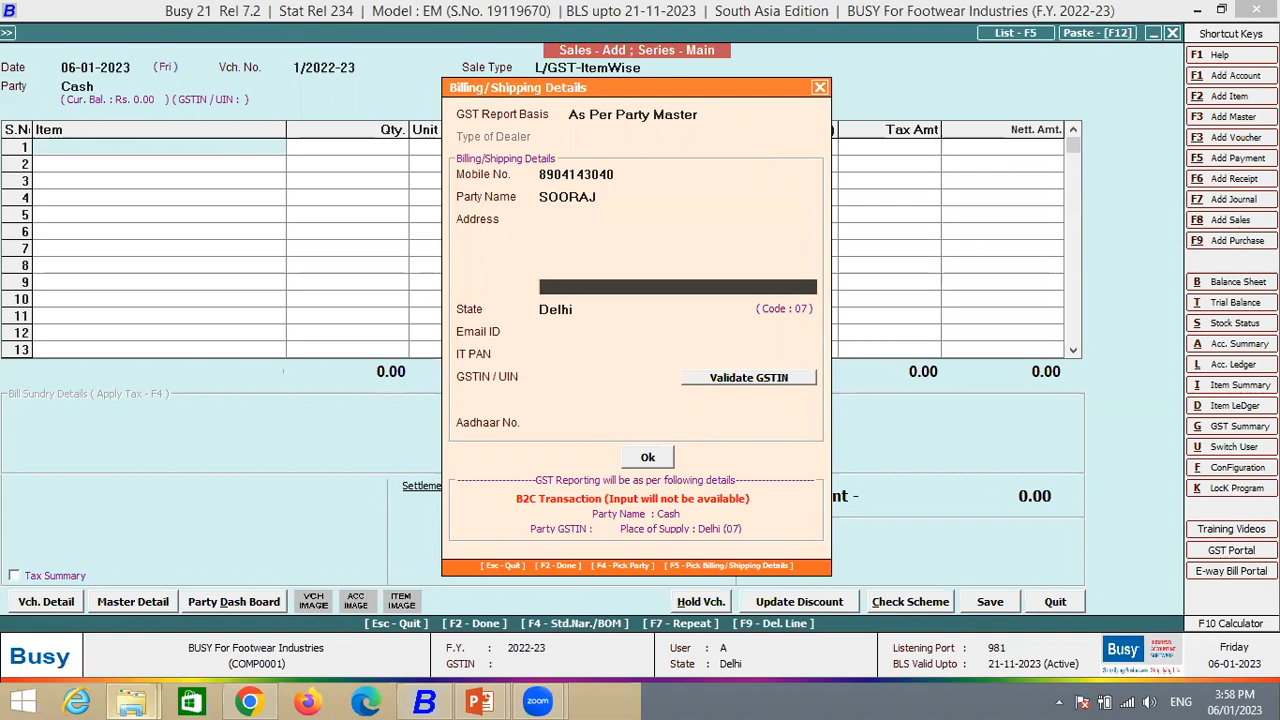 Busy 21 Rel 7.2 | Stat Rel 234 | Model : EM (S.No. 19119670) | BLS upto 21-11-2023 | South Asia Edition | BUSY For Footwear Industries (F.Y. 2022-23)
>> List - F5 Paste - [F12] Shortcut Keys
Sales - Add ; Series - Main
Date 06-01-2023 (Fri) Vch. No. 1/2022-23 Sale Type L/GST-ItemWise
Party Cash
( Cur. Bal : Rs. 0.00 ) ( GSTIN / UIN : )
S.N Item Qty. Unit Tax Amt Nett. Amt.
1
2
3
4
5
6
7
8
9
10
11
12
13
0.00 0.00 0.00
Bill Sundry Details ( Apply Tax - F4 )
Settleme
nt - 0.00
Tax Summary
Billing/Shipping Details
GST Report Basis As Per Party Master
Type of Dealer
Billing/Shipping Details
Mobile No. 8904143040
Party Name SOORAJ
Address
State Delhi ( Code : 07 )
Email ID
IT PAN
GSTIN / UIN Validate GSTIN
Aadhaar No.
Ok
GST Reporting will be as per following details
B2C Transaction (Input will not be available)
Party Name : Cash
Party GSTIN : Place of Supply : Delhi (07)
[ Esc - Quit ] [ F2 - Done ] [ F4 - Pick Party ] [ F5 - Pick Billing/Shipping Details ]
Vch. Detail Master Detail Party Dash Board VCH IMAGE ACC IMAGE ITEM IMAGE Hold Vch. Update Discount Check Scheme Save Quit
[ Esc - Quit ] [ F2 - Done ] [ F4 - Std.Nar./BOM ] [ F7 - Repeat ] [ F9 - Del. Line ]
F1 Help
F1 Add Account
F2 Add Item
F3 Add Master
F3 Add Voucher
F5 Add Payment
F6 Add Receipt
F7 Add Journal
F8 Add Sales
F9 Add Purchase
B Balance Sheet
T Trial Balance
S Stock Status
A Acc. Summary
L Acc. Ledger
I Item Summary
D Item LeDger
G GST Summary
U Switch User
F ConFiguration
K LocK Program
Training Videos
GST Portal
E-way Bill Portal
F10 Calculator
Busy BUSY For Footwear Industries F.Y. : 2022-23 User : A Listening Port : 981 Busy Friday
(COMP0001) GSTIN : State : Delhi BLS Valid Upto : 21-11-2023 (Active) 06-01-2023
ENG 3:58 PM
06/01/2023
zoom